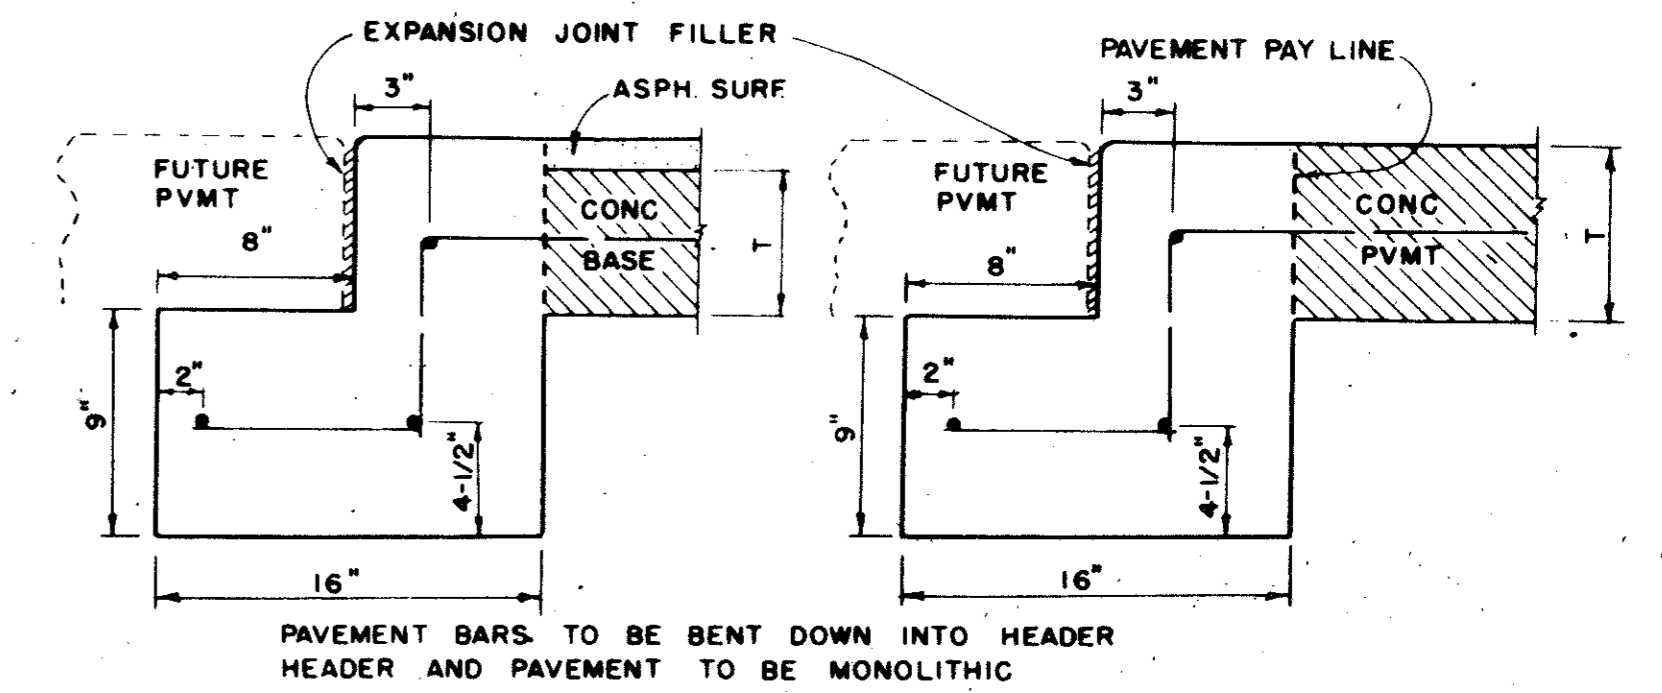 EXPANSION JOINT FILLER
PAVEMENT PAY LINE
3"
ASPH. SURF.
3"
FUTURE
PVMT
CONC
BASE
8"
T
FUTURE
PVMT
CONC
PVMT
8"
T
2"
9"
4-1/2"
2"
9"
4-1/2"
16"
16"
PAVEMENT BARS TO BE BENT DOWN INTO HEADER
HEADER AND PAVEMENT TO BE MONOLITHIC